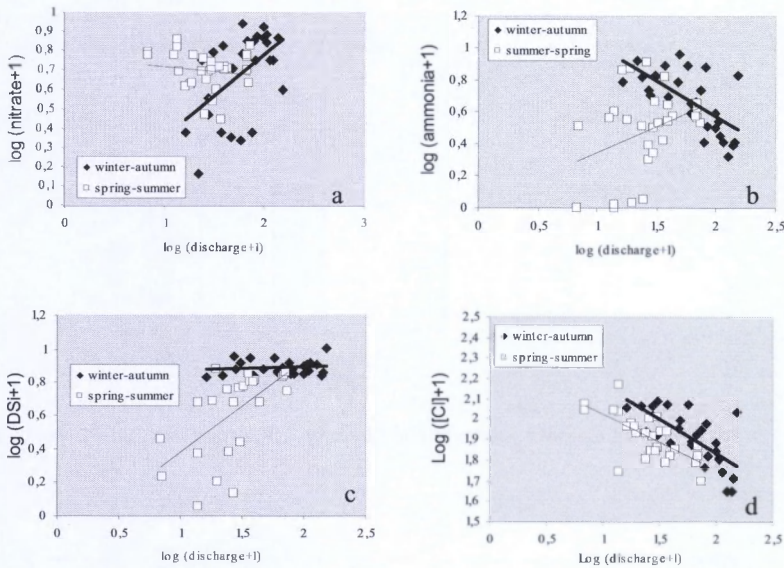 log (nitrate+1)
1
0,9
0,8
0,7
0,6
0,5
0,4
0,3
0,2
0,1
0
winter-autumn
spring-summer
a
0 1 2 3
log (discharge+1)
log (ammonia+1)
1,2
1
0,8
0,6
0,4
0,2
0
winter-autumn
summer-spring
b
0 0,5 1 1,5 2 2,5
log (discharge+1)
log (DSi+1)
1,2
1
0,8
0,6
0,4
0,2
0
winter-autumn
spring-summer
c
0 0,5 1 1,5 2 2,5
log (discharge+1)
Log ([Cl]+1)
2,5
2,4
2,3
2,2
2,1
2
1,9
1,8
1,7
1,6
1,5
winter-autumn
spring-summer
d
0 0,5 1 1,5 2 2,5
Log (discharge+1)